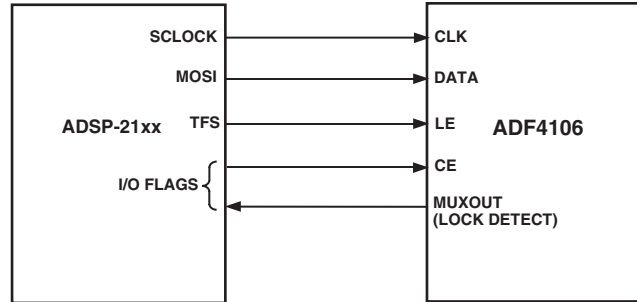 SCLOCK
CLK
MOSI
DATA
ADSP-21xx
TFS
LE
ADF4106
I/O FLAGS
CE
MUXOUT
(LOCK DETECT)